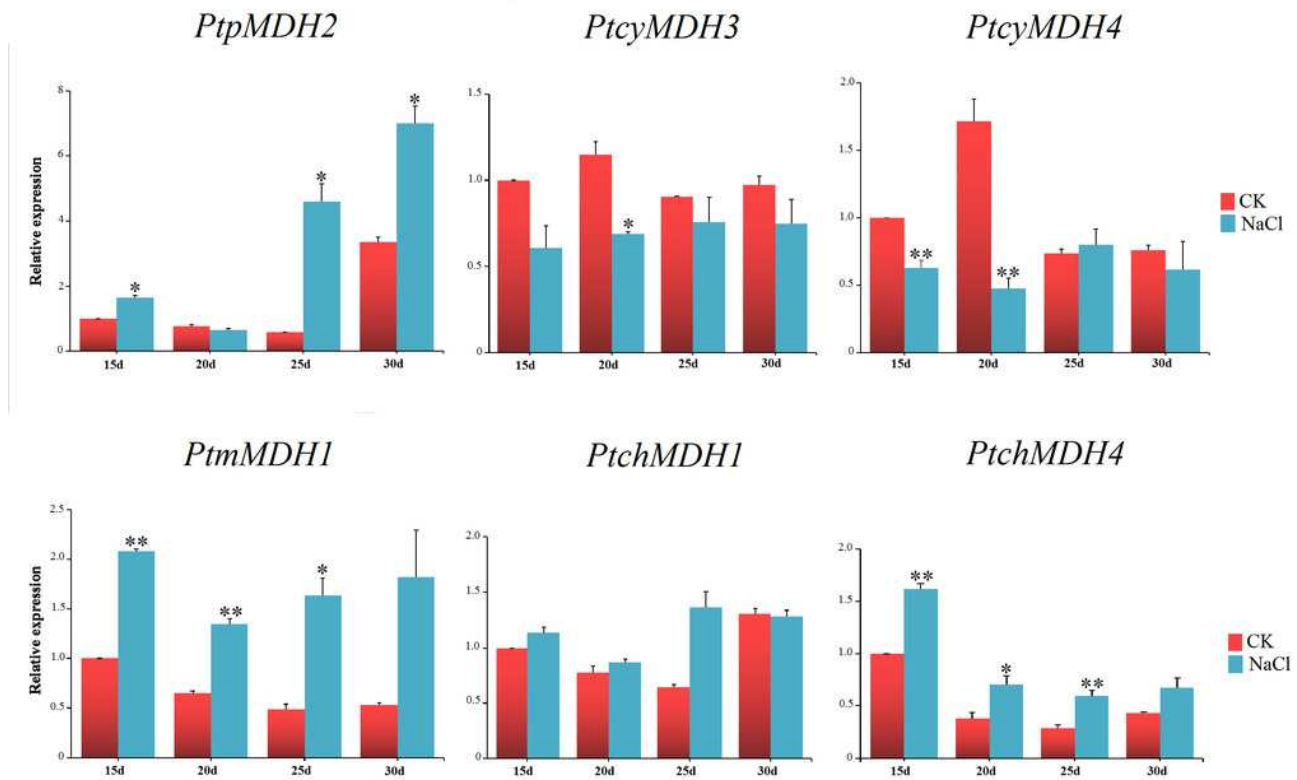 PtpMDH2
PtcyMDH3
PtcyMDH4
Relative expression
8
6
4
2
0
*
*
*
15d
20d
25d
30d
1.5
1.0
0.5
0
*
15d
20d
25d
30d
2.0
1.5
1.0
0.5
0
**
**
15d
20d
25d
30d
CK
NaCl
PtmMDH1
PtchMDH1
PtchMDH4
Relative expression
2.5
2.0
1.5
1.0
0.5
0
**
**
*
15d
20d
25d
30d
2.0
1.5
1.0
0.5
0
15d
20d
25d
30d
2.0
1.5
1.0
0.5
0
**
*
**
15d
20d
25d
30d
CK
NaCl